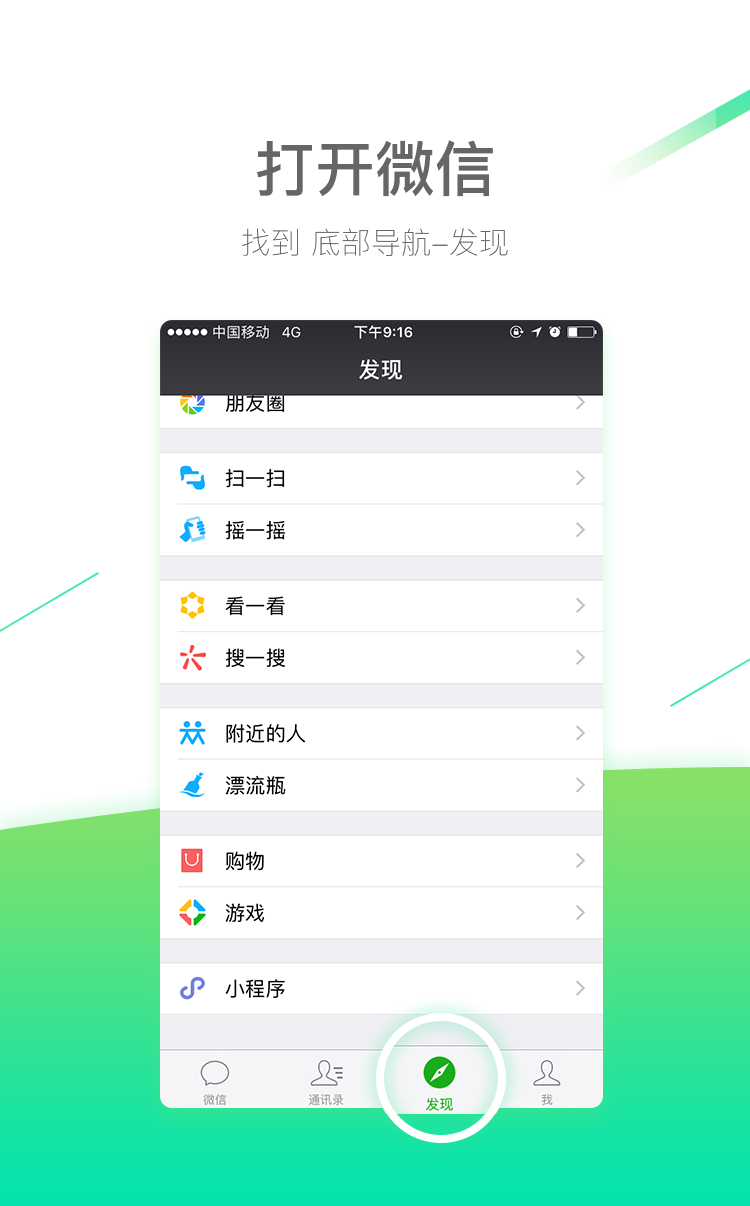 打开微信
找到 底部导航–发现
中国移动 4G 下午9:16
发现
朋友圈
扫一扫
摇一摇
看一看
搜一搜
附近的人
漂流瓶
购物
游戏
小程序
微信 通讯录 发现 我